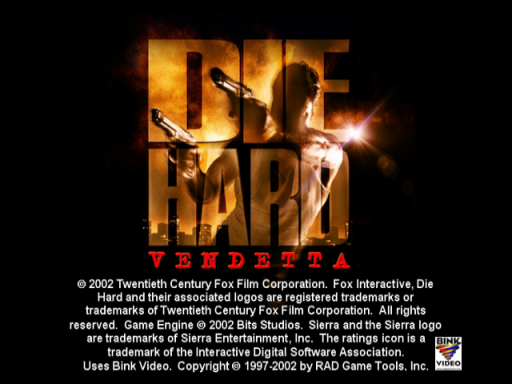 DIE
HARD
VENDETTA
© 2002 Twentieth Century Fox Film Corporation. Fox Interactive, Die
Hard and their associated logos are registered trademarks or
trademarks of Twentieth Century Fox Film Corporation. All rights
reserved. Game Engine © 2002 Bits Studios. Sierra and the Sierra logo
are trademarks of Sierra Entertainment, Inc. The ratings icon is a
trademark of the Interactive Digital Software Association.
Uses Bink Video. Copyright © 1997-2002 by RAD Game Tools, Inc.
BINK
VIDEO